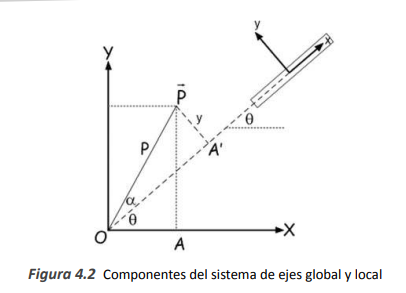 y
Y
x
P⃗
y
θ
P
A'
α
θ
O
A
X
Figura 4.2 Componentes del sistema de ejes global y local